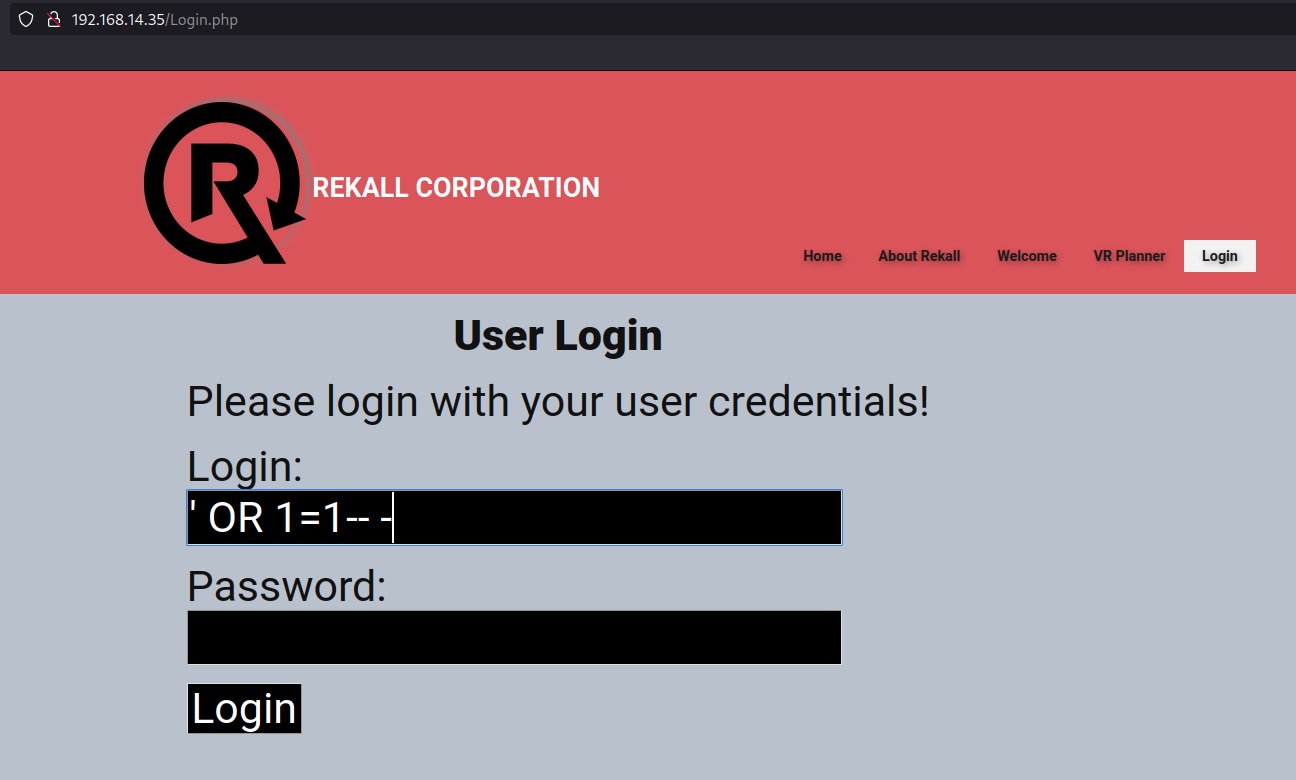 192.168.14.35/Login.php
R
REKALL CORPORATION
Home About Rekall Welcome VR Planner Login
User Login
Please login with your user credentials!
Login:
' OR 1=1-- -
Password:
Login